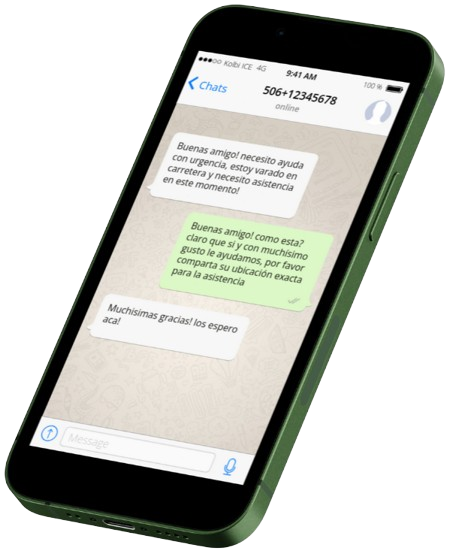 Kolbi ICE 4G
9:41 AM
100 %
Chats
506+12345678
online
Buenas amigo! necesito ayuda
con urgencia, estoy varado en
carretera y necesito asistencia
en este momento!
Buenas amigo! como esta?
claro que si y con muchisimo
gusto le ayudamos, por favor
comparta su ubicación exacta
para la asistencia
Muchisimas gracias! los espero
aca!
Message